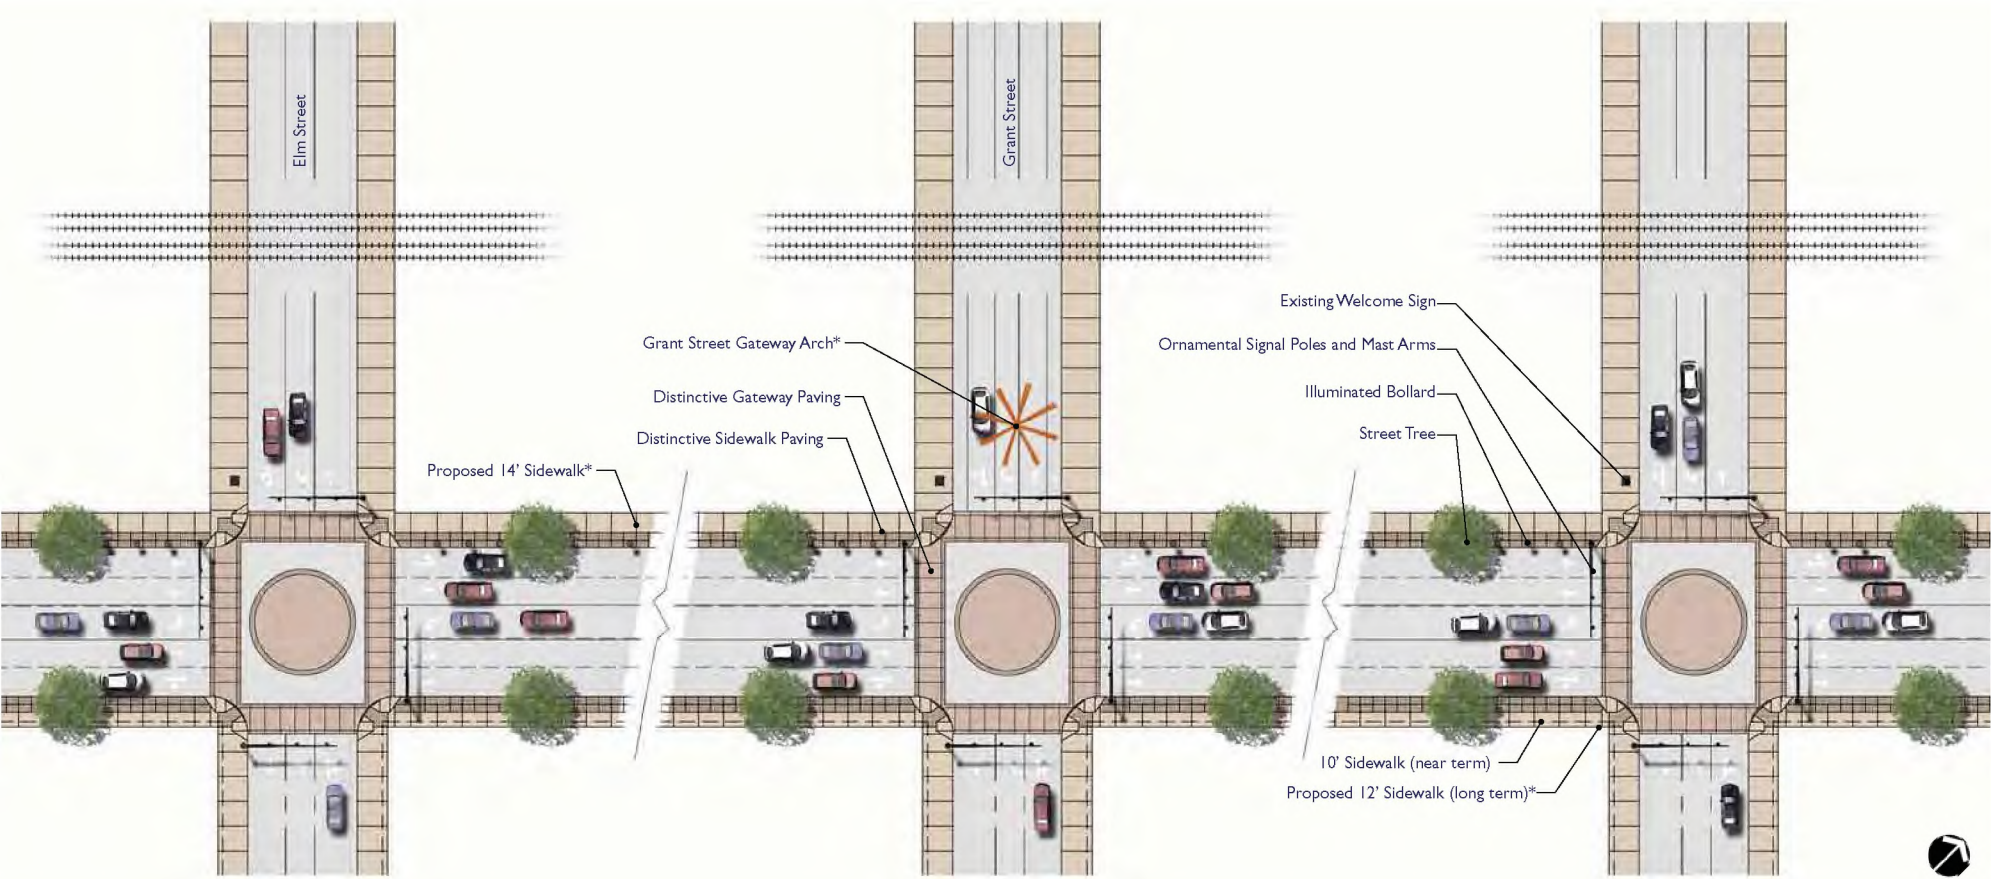 Elm Street
Grant Street
Existing Welcome Sign
Grant Street Gateway Arch*
Ornamental Signal Poles and Mast Arms
Distinctive Gateway Paving
Illuminated Bollard
Distinctive Sidewalk Paving
Street Tree
Proposed 14' Sidewalk*
10' Sidewalk (near term)
Proposed 12' Sidewalk (long term)*